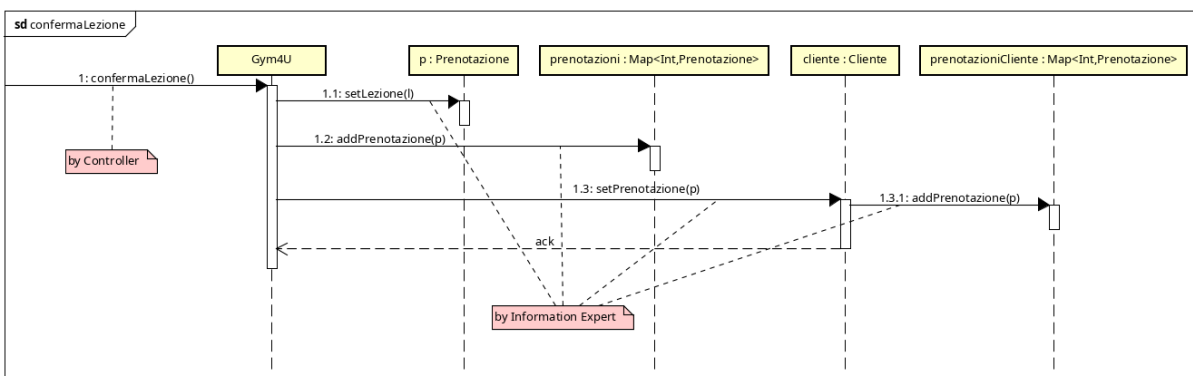 sd confermaLezione
Gym4U
p : Prenotazione
prenotazioni : Map<Int,Prenotazione>
cliente : Cliente
prenotazioniCliente : Map<Int,Prenotazione>
1: confermaLezione()
1.1: setLezione(l)
1.2: addPrenotazione(p)
by Controller
1.3: setPrenotazione(p)
1.3.1: addPrenotazione(p)
ack
by Information Expert